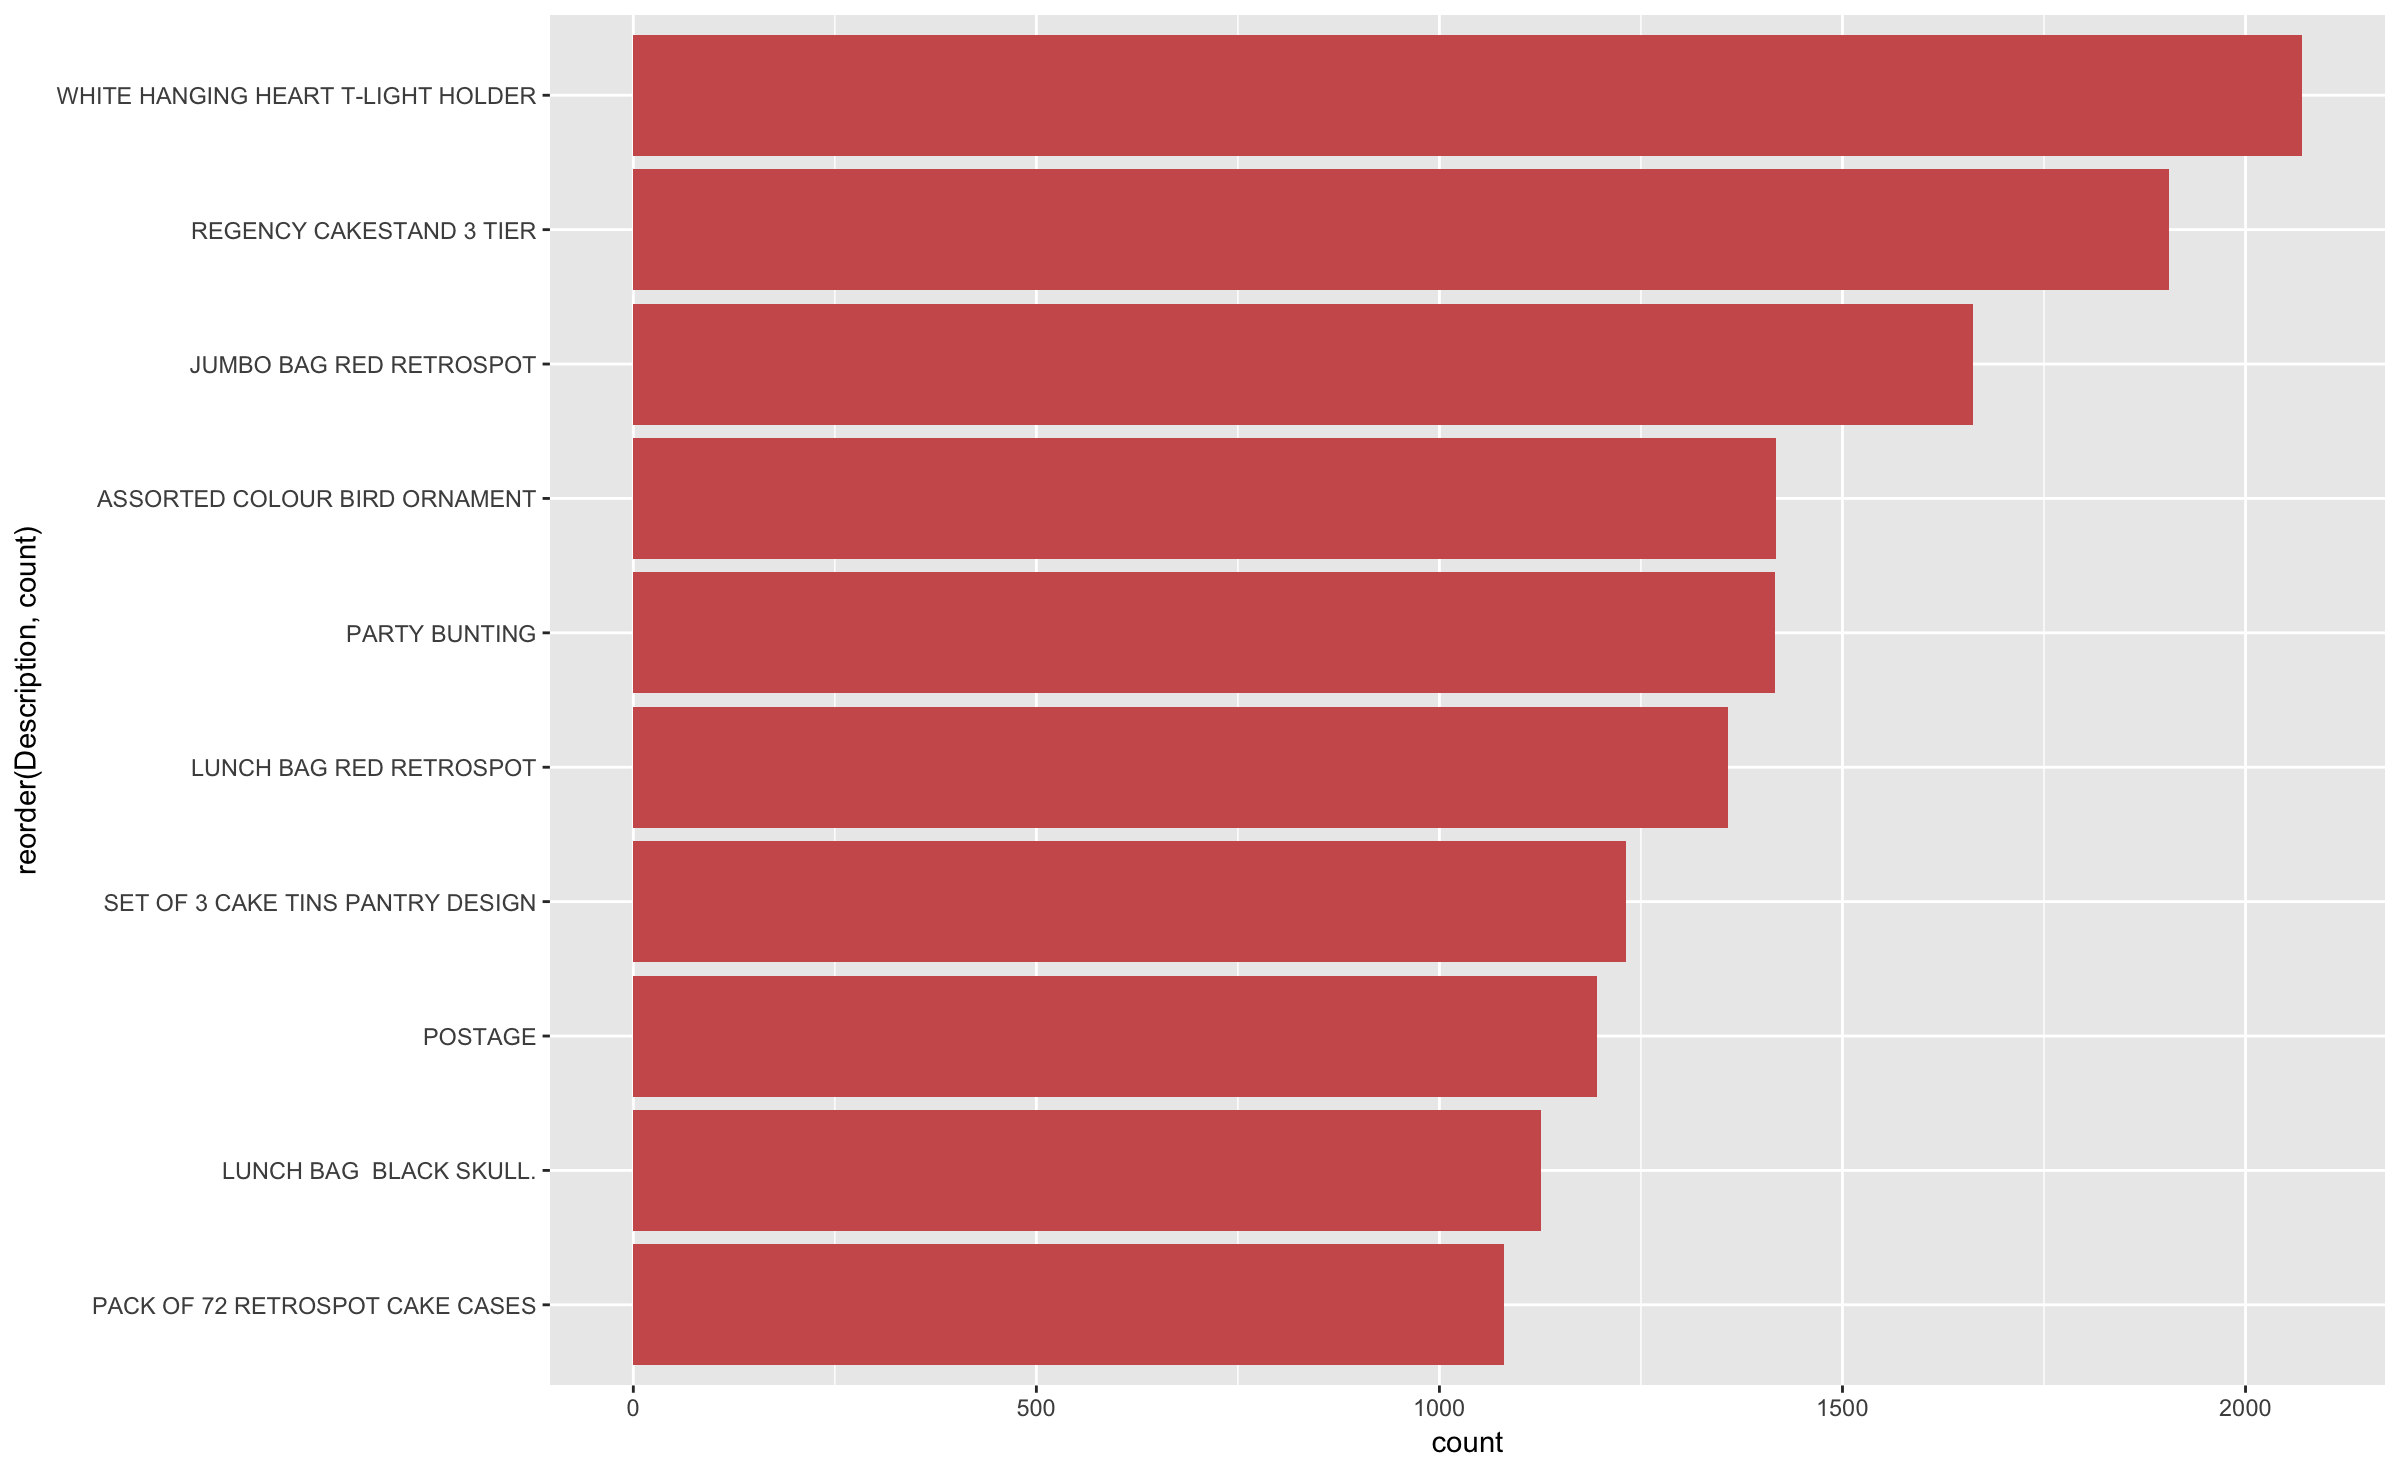 WHITE HANGING HEART T-LIGHT HOLDER
REGENCY CAKESTAND 3 TIER
JUMBO BAG RED RETROSPOT
ASSORTED COLOUR BIRD ORNAMENT
PARTY BUNTING
LUNCH BAG RED RETROSPOT
SET OF 3 CAKE TINS PANTRY DESIGN
POSTAGE
LUNCH BAG  BLACK SKULL.
PACK OF 72 RETROSPOT CAKE CASES
reorder(Description, count)
0 500 1000 1500 2000
count